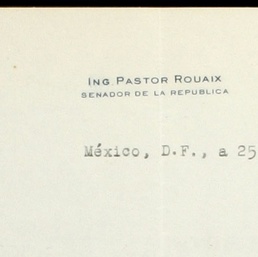 ING. PASTOR ROUAIX
SENADOR DE LA REPUBLICA
México, D.F., a 25